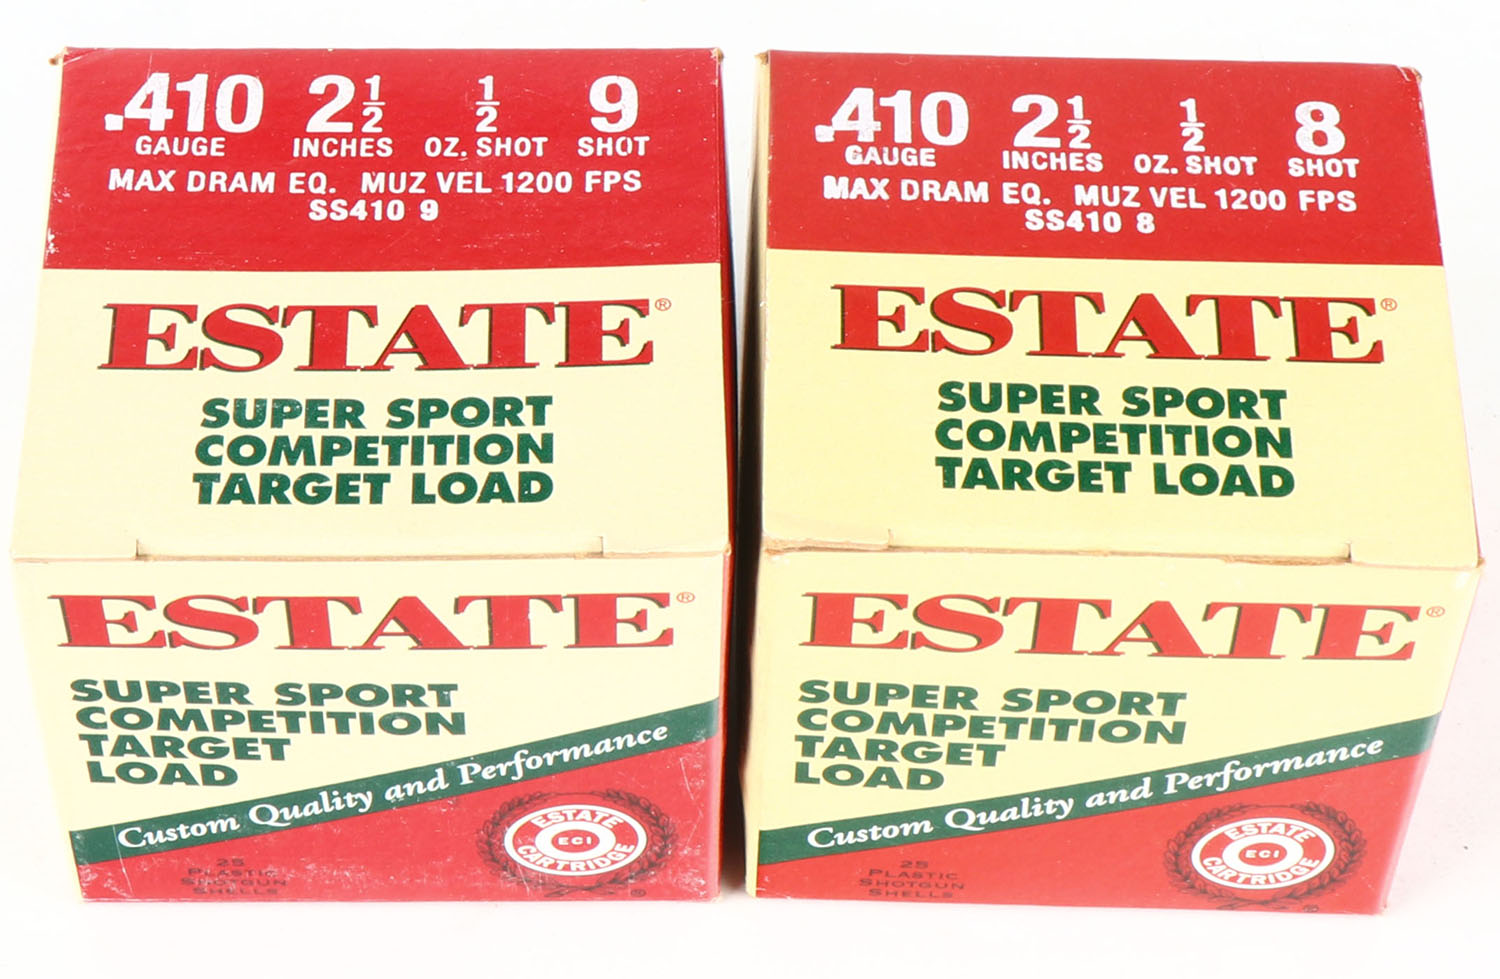 .410 2 1/2 1/2 9
GAUGE INCHES OZ. SHOT SHOT
MAX DRAM EQ. MUZ VEL 1200 FPS
SS410 9
ESTATE®
SUPER SPORT
COMPETITION
TARGET LOAD
ESTATE®
SUPER SPORT
COMPETITION
TARGET
LOAD
Custom Quality and Performance
25
PLASTIC
SHOTGUN
SHELLS
ESTATE
ECI
CARTRIDGE
®
.410 2 1/2 1/2 8
GAUGE INCHES OZ. SHOT SHOT
MAX DRAM EQ. MUZ VEL 1200 FPS
SS410 8
ESTATE®
SUPER SPORT
COMPETITION
TARGET LOAD
ESTATE®
SUPER SPORT
COMPETITION
TARGET
LOAD
Custom Quality and Performance
25
PLASTIC
SHOTGUN
SHELLS
ESTATE
ECI
CARTRIDGE
®